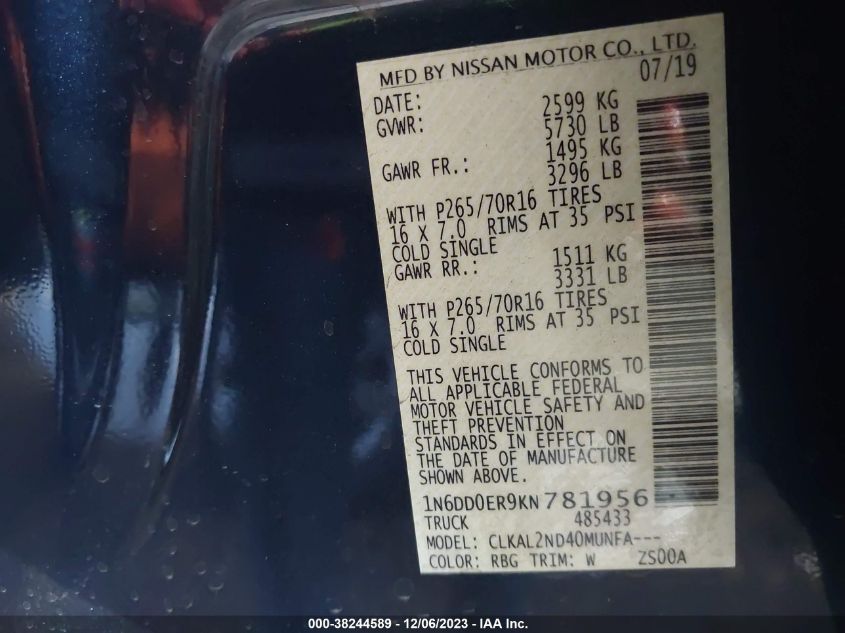 MFD BY NISSAN MOTOR CO., LTD.
DATE: 07/19
GVWR: 2599 KG
5730 LB
GAWR FR.: 1495 KG
3296 LB
WITH P265/70R16 TIRES
16 X 7.0 RIMS AT 35 PSI
COLD SINGLE
GAWR RR.: 1511 KG
3331 LB
WITH P265/70R16 TIRES
16 X 7.0 RIMS AT 35 PSI
COLD SINGLE
THIS VEHICLE CONFORMS TO
ALL APPLICABLE FEDERAL
MOTOR VEHICLE SAFETY AND
THEFT PREVENTION
STANDARDS IN EFFECT ON
THE DATE OF MANUFACTURE
SHOWN ABOVE.
1N6DD0ER9KN781956
TRUCK 485433
MODEL: CLKAL2ND40MUNFA---
COLOR: RBG TRIM: W ZS00A
000-38244589 - 12/06/2023 - IAA Inc.